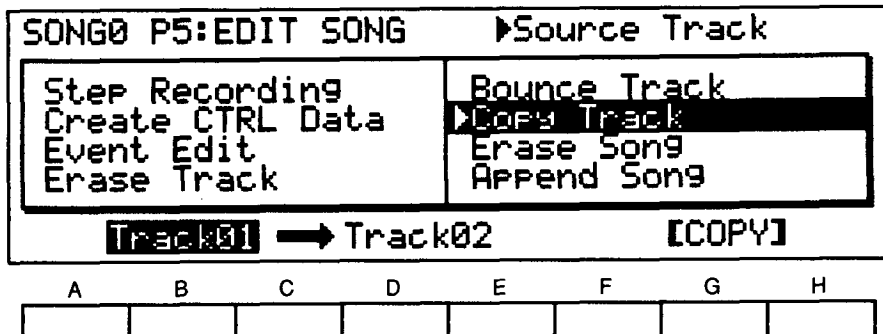 SONG0 P5:EDIT SONG ▶Source Track
Step Recording
Create CTRL Data
Event Edit
Erase Track
Bounce Track
▶Copy Track
Erase Song
Append Song
Track01 → Track02 [COPY]
A B C D E F G H